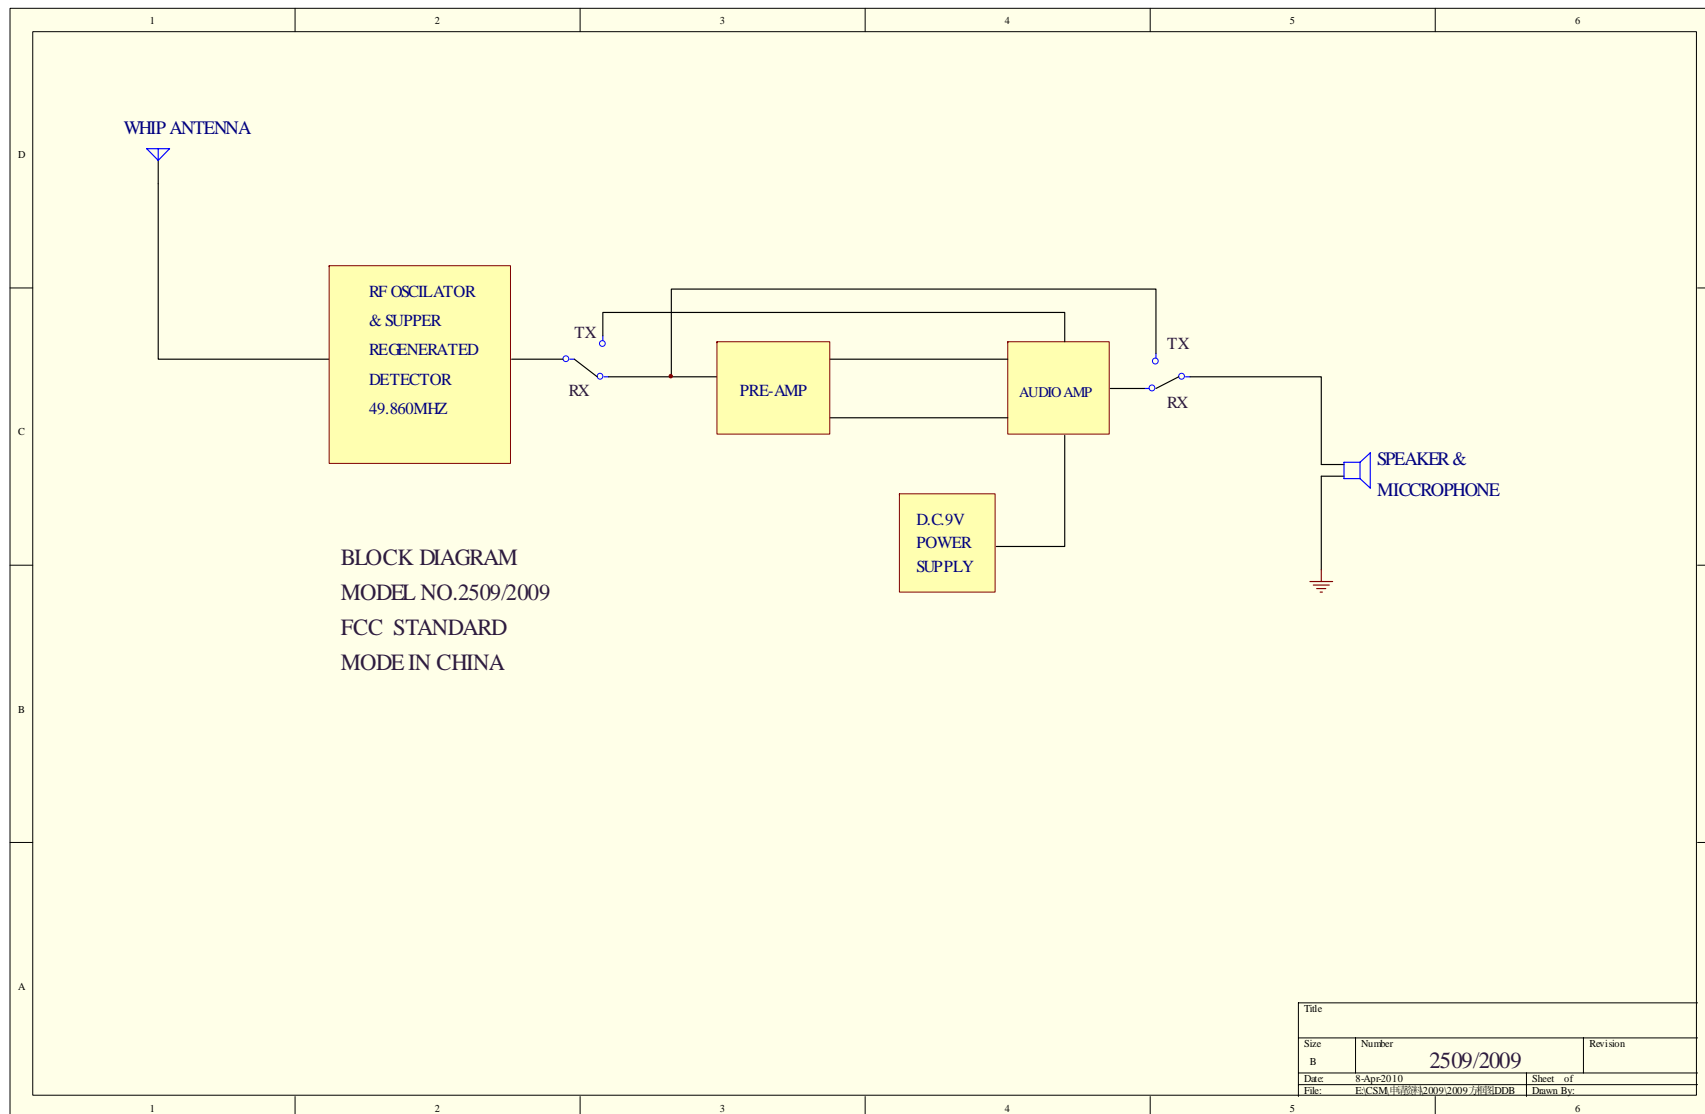 1 2 3 4 5 6
D
C
B
A
WHIP ANTENNA
RF OSCILATOR
& SUPPER
REGENERATED
DETECTOR
49.860MHZ
TX
RX
PRE-AMP
AUDIO AMP
TX
RX
SPEAKER &
MICCROPHONE
D.C.9V
POWER
SUPPLY
BLOCK DIAGRAM
MODEL NO.2509/2009
FCC STANDARD
MODE IN CHINA
Title
Size Number Revision
B 2509/2009
Date: 8-Apr-2010 Sheet of
File: Drawn By:
1 2 3 4 5 6